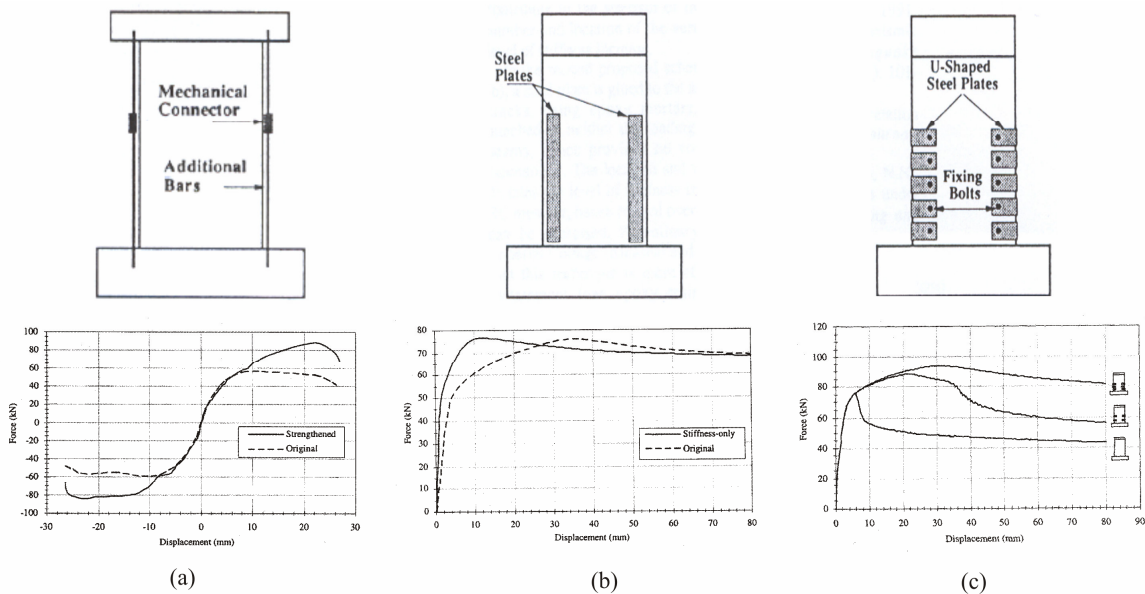 Mechanical
Connector
Additional
Bars
100
80
60
40
20
0
-20
-40
-60
-80
-100
Force (kN)
-30
-20
-10
0
10
20
30
Displacement (mm)
Strengthened
Original
(a)
Steel
Plates
80
70
60
50
40
30
20
10
0
Force (kN)
0
10
20
30
40
50
60
70
80
Displacement (mm)
Stiffness-only
Original
(b)
U-Shaped
Steel Plates
Fixing
Bolts
120
100
80
60
40
20
0
Force (kN)
0
10
20
30
40
50
60
70
80
90
Displacement (mm)
(c)